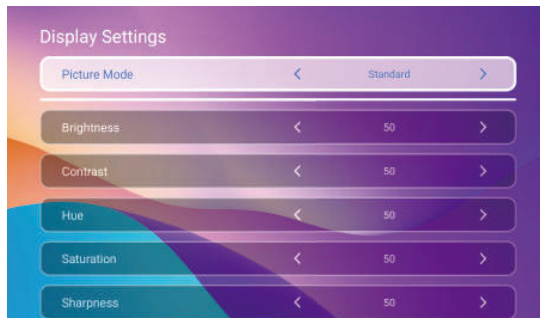 Display Settings
Picture Mode < Standard >
Brightness < 50 >
Contrast < 50 >
Hue < 50 >
Saturation < 50 >
Sharpness < 50 >